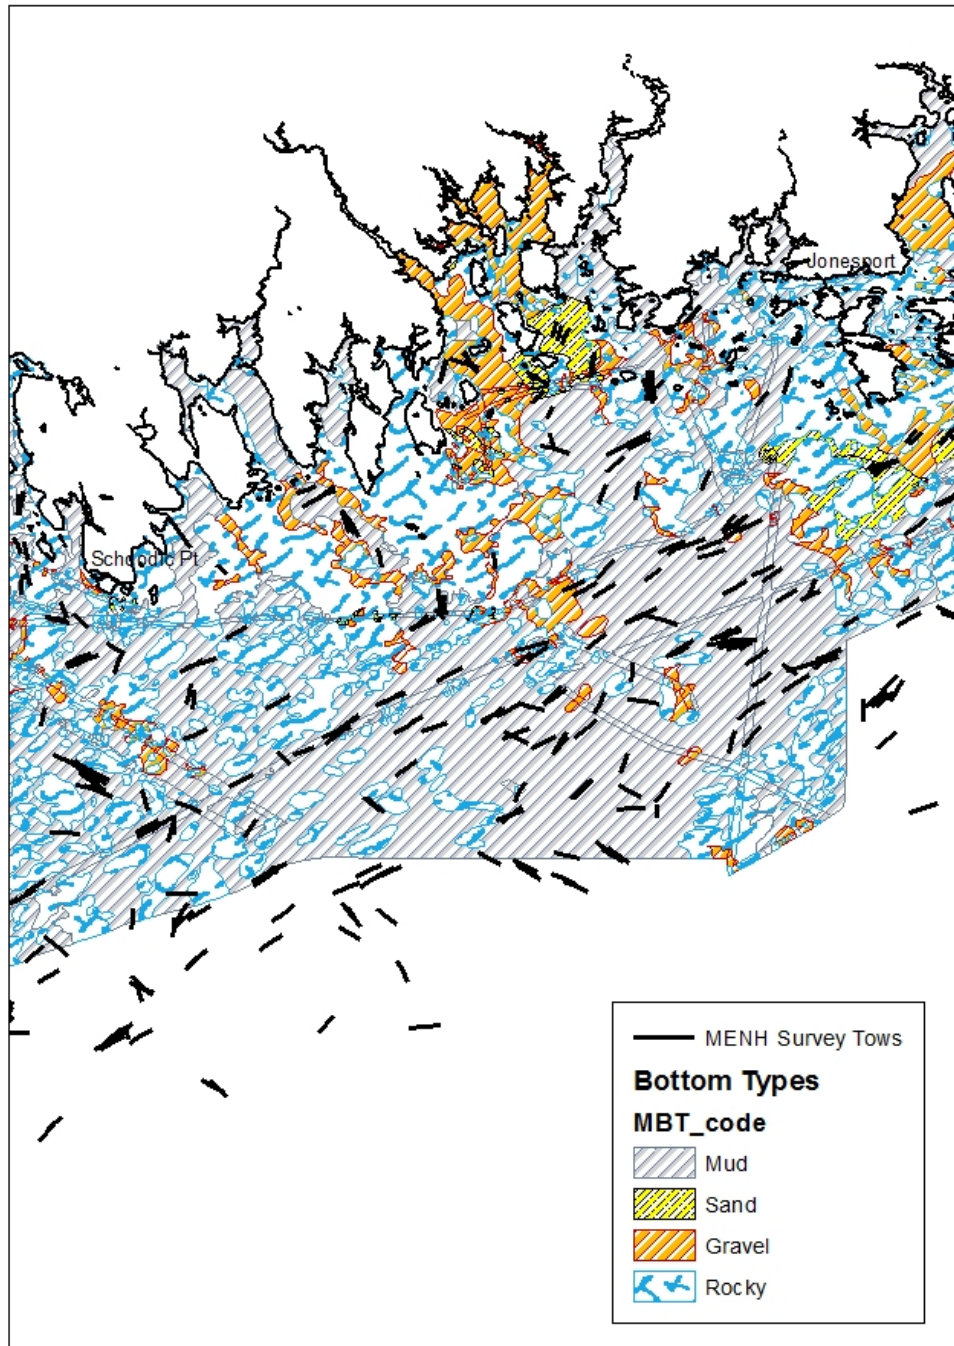 Jonesport
Schoodic Pt
MENH Survey Tows
Bottom Types
MBT_code
Mud
Sand
Gravel
Rocky